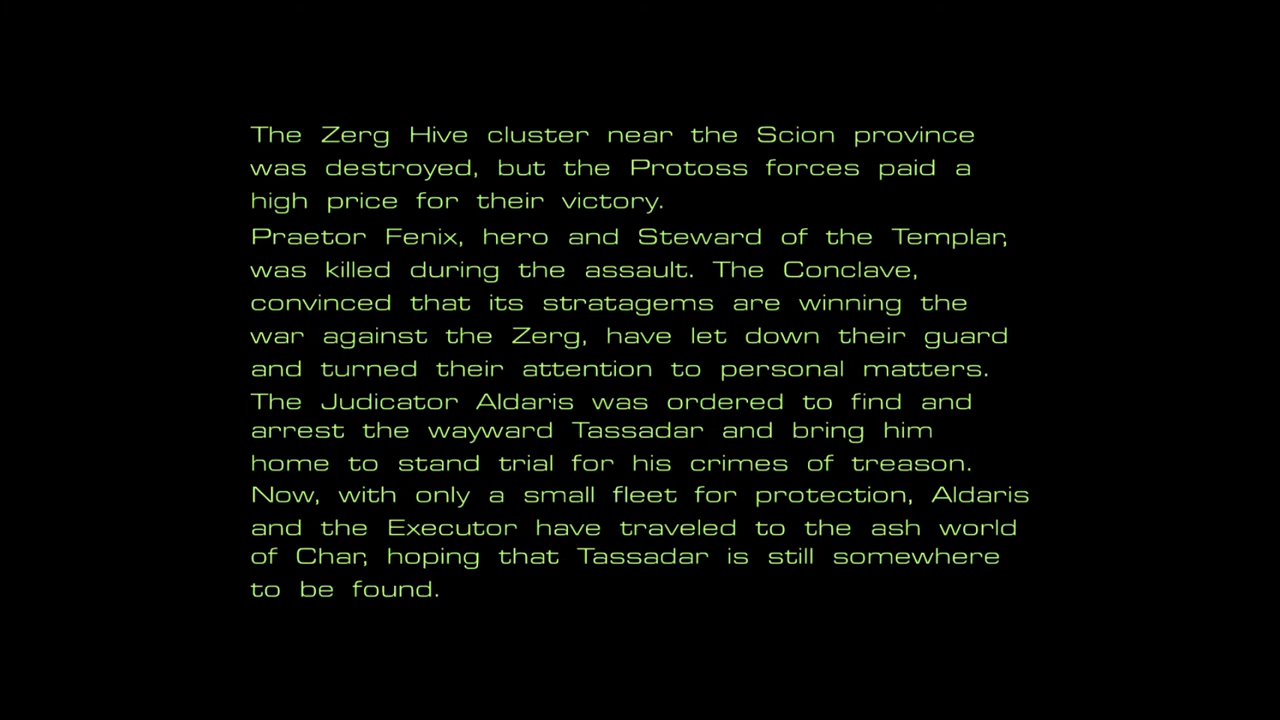 The Zerg Hive cluster near the Scion province
was destroyed, but the Protoss forces paid a
high price for their victory.
Praetor Fenix, hero and Steward of the Templar,
was killed during the assault. The Conclave,
convinced that its stratagems are winning the
war against the Zerg, have let down their guard
and turned their attention to personal matters.
The Judicator Aldaris was ordered to find and
arrest the wayward Tassadar and bring him
home to stand trial for his crimes of treason.
Now, with only a small fleet for protection, Aldaris
and the Executor have traveled to the ash world
of Char, hoping that Tassadar is still somewhere
to be found.